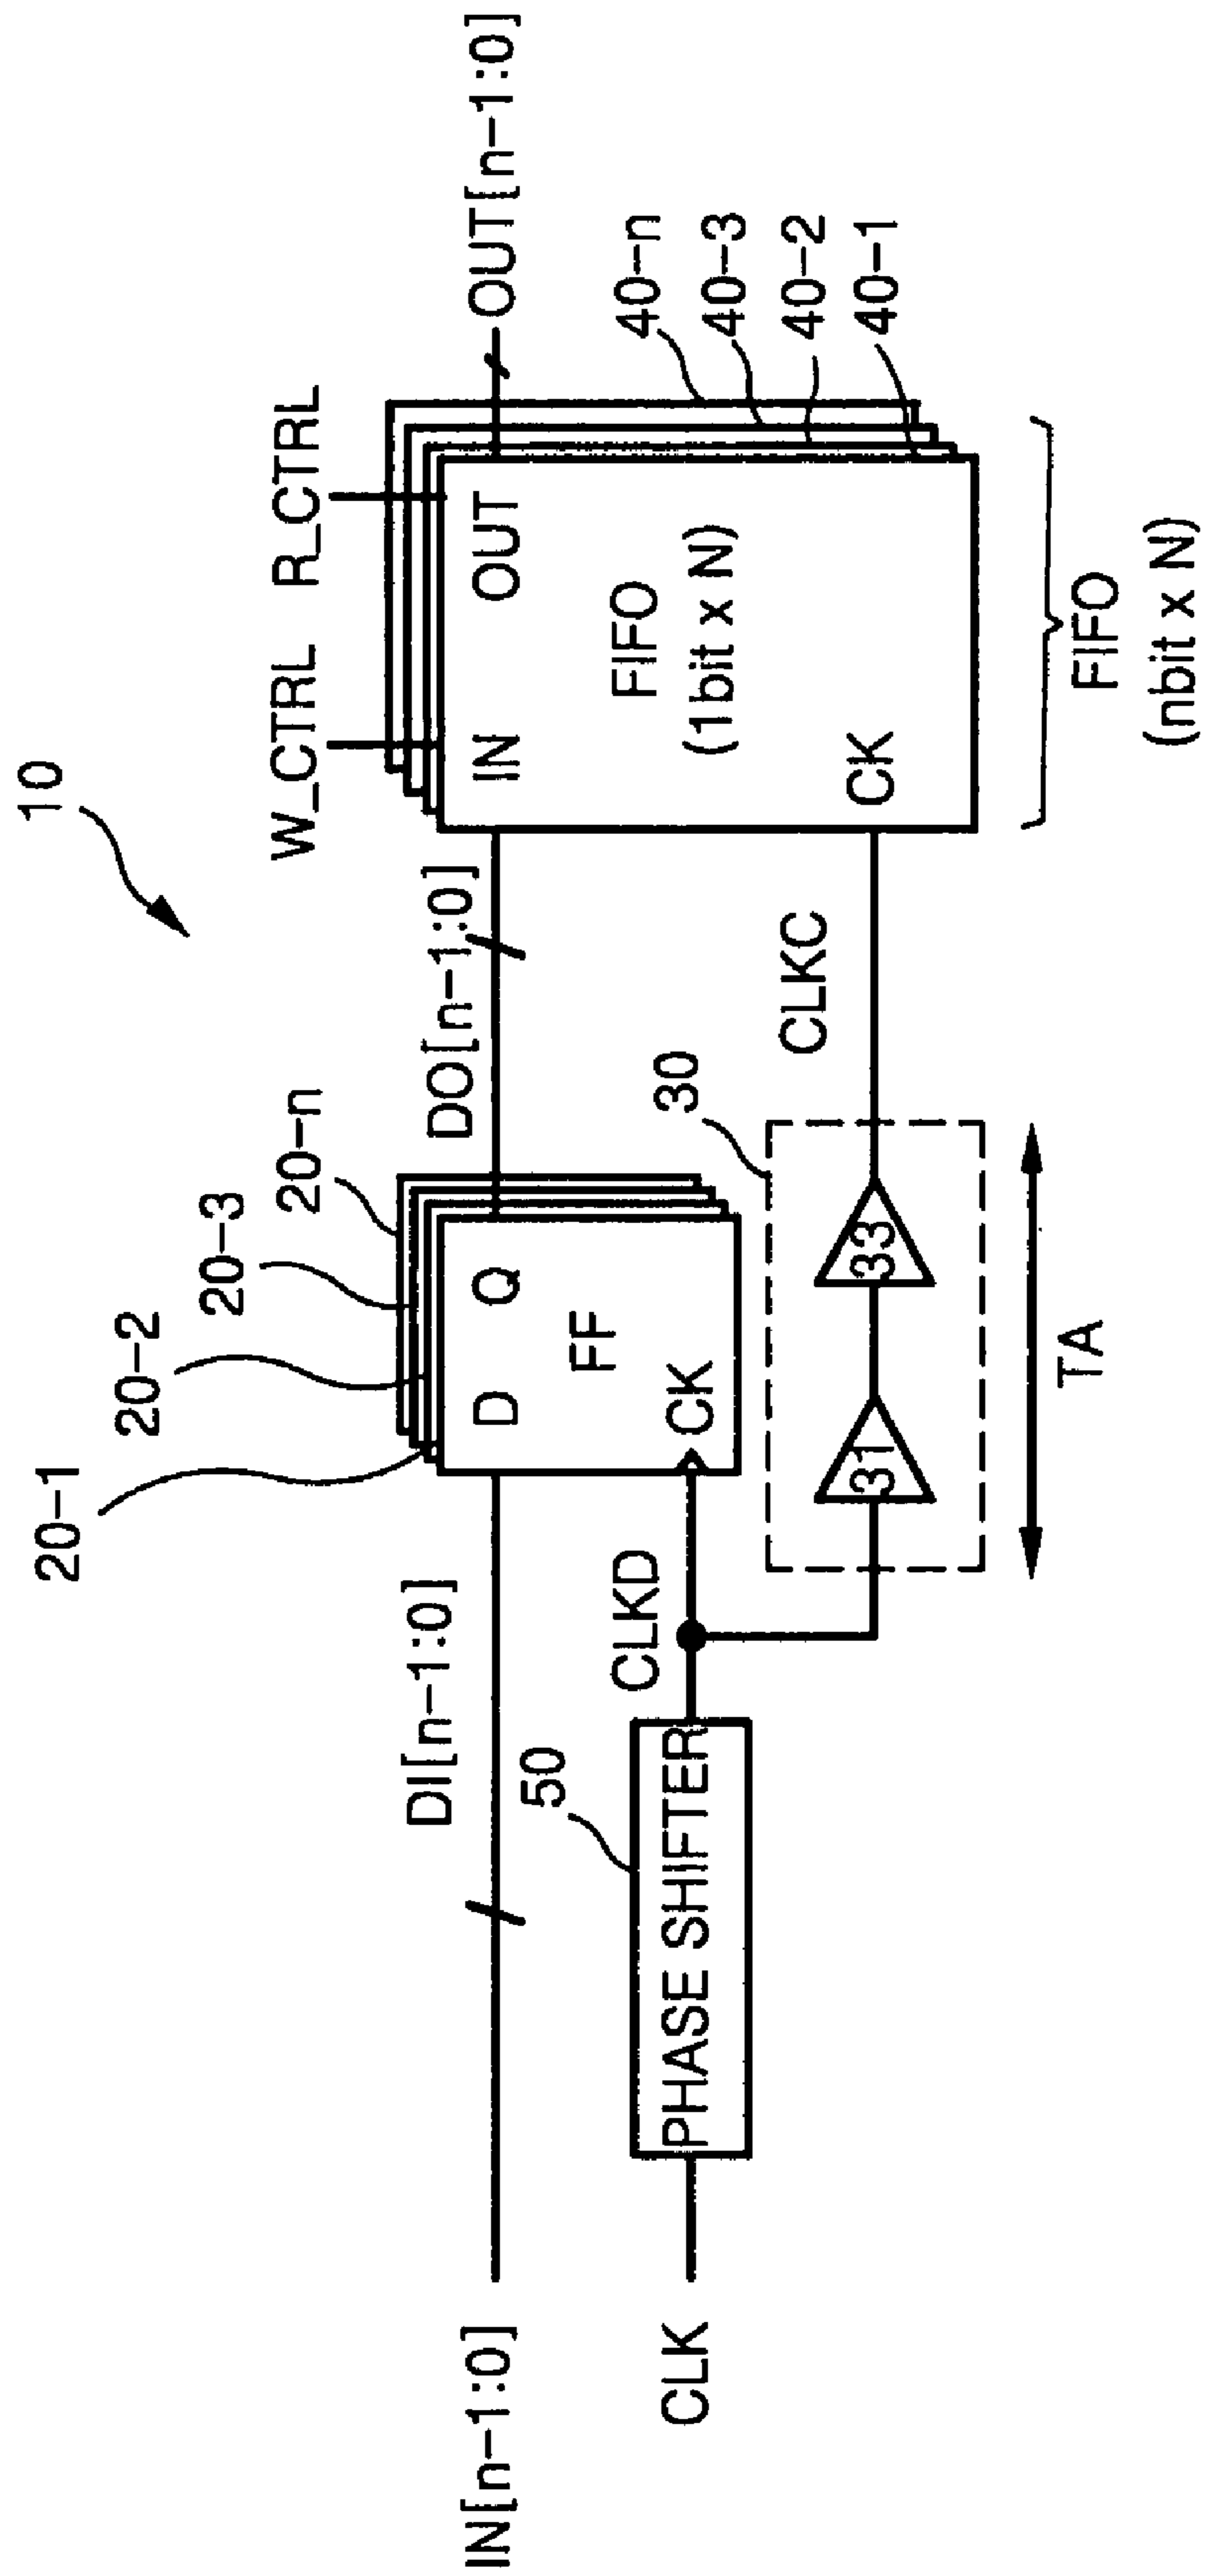 10
W_CTRL
R_CTRL
20-1
20-2
20-3
20-n
IN[n-1:0]
DI[n-1:0]
D
Q
FF
CK
DO[n-1:0]
IN
OUT
FIFO
(1bit x N)
CK
OUT[n-1:0]
40-n
40-3
40-2
40-1
CLK
50
PHASE SHIFTER
CLKD
30
31
33
CLKC
TA
FIFO
(nbit x N)